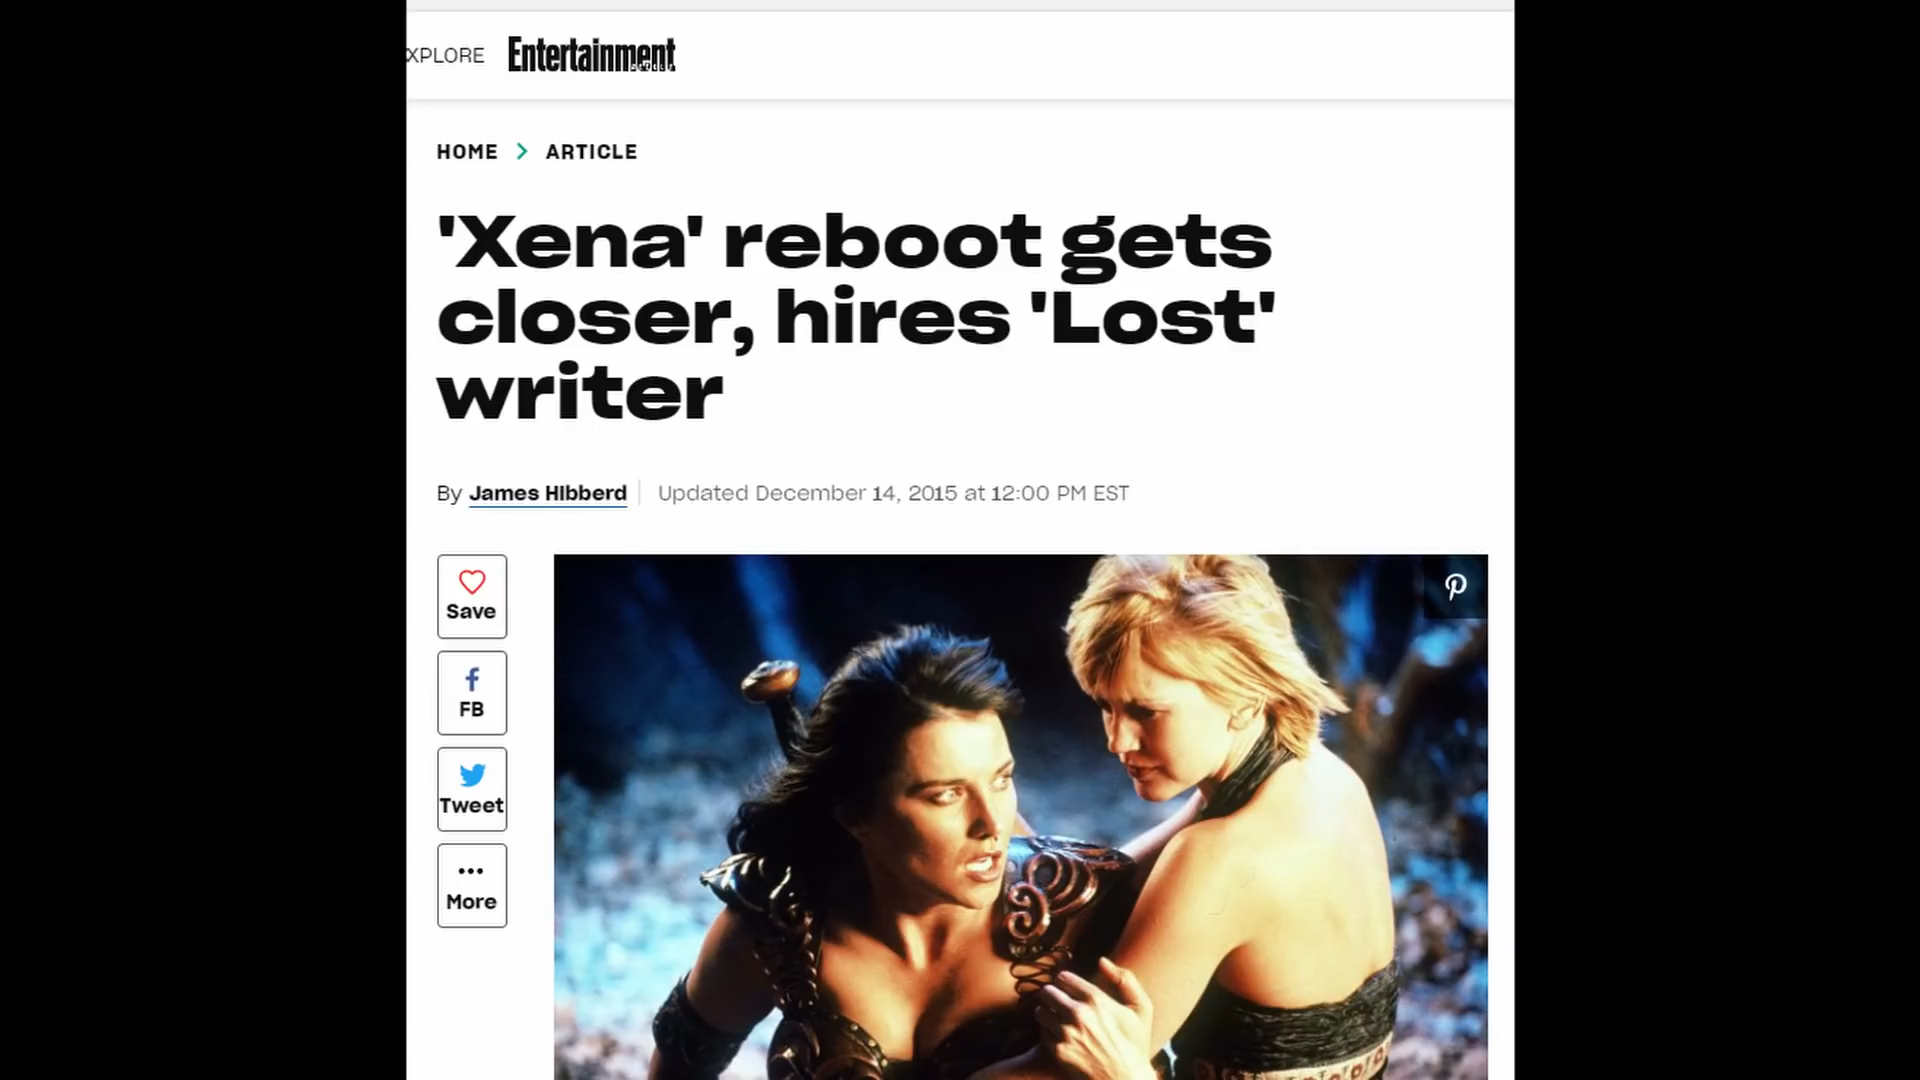 XPLORE Entertainment
HOME > ARTICLE
'Xena' reboot gets
closer, hires 'Lost'
writer
By James HIbberd Updated December 14, 2015 at 12:00 PM EST
Save
FB
Tweet
More